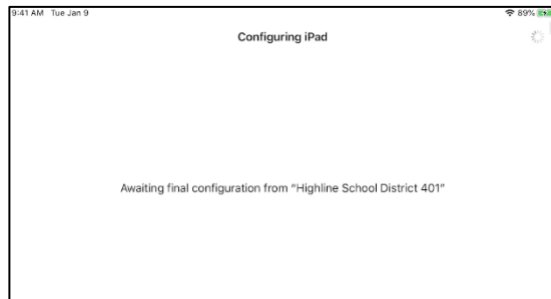 9:41 AM Tue Jan 9 89%
Configuring iPad
Awaiting final configuration from "Highline School District 401"